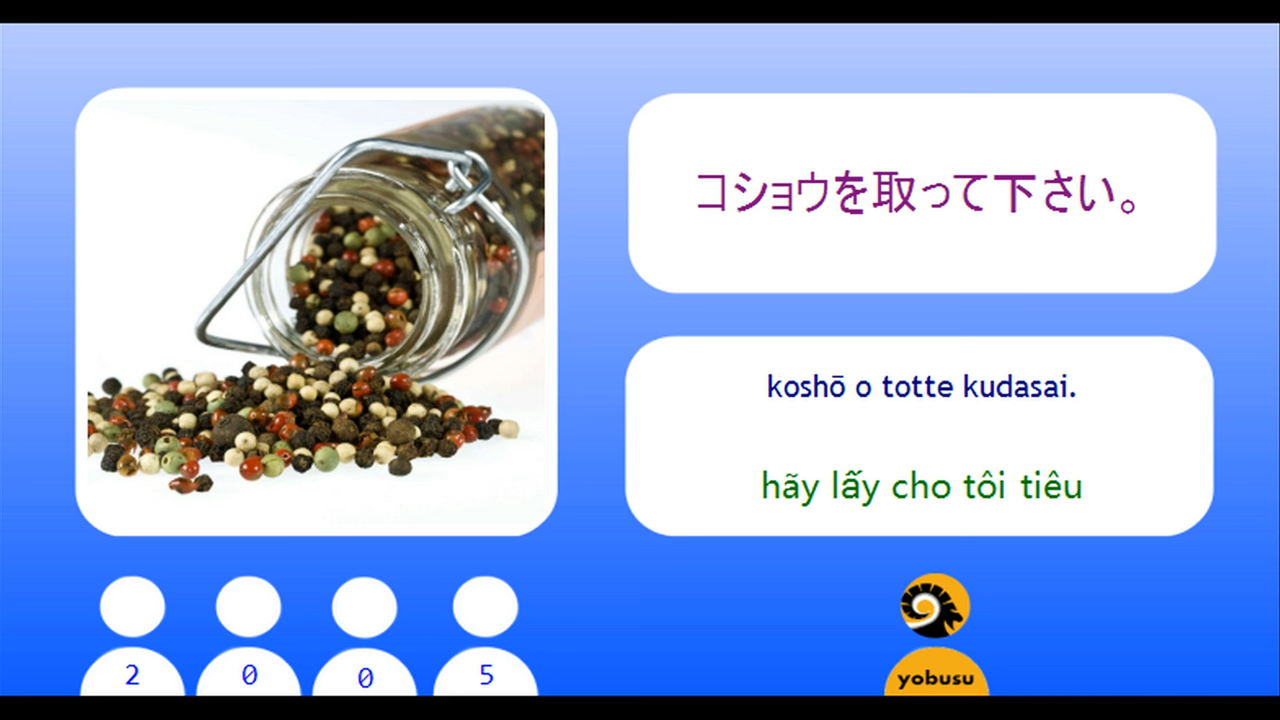 コショウを取って下さい。
koshō o totte kudasai.
hãy lấy cho tôi tiêu
2 0 0 5
yobusu